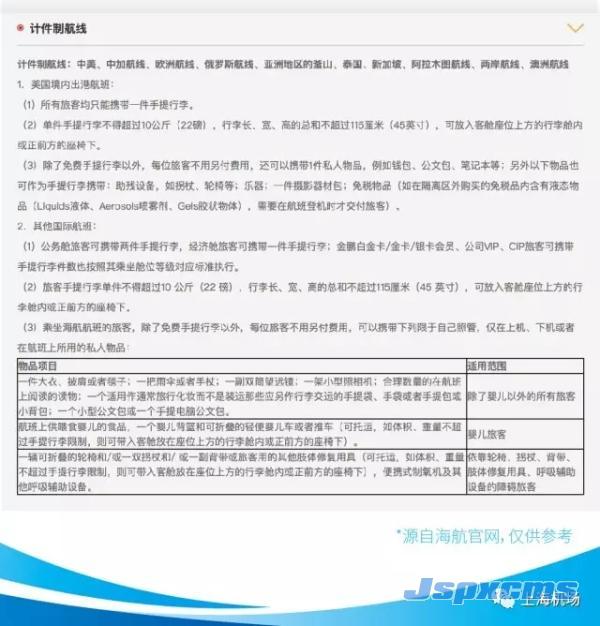 计件制航线
计件制航线：中美、中加航线、欧洲航线、俄罗斯航线、亚洲地区的釜山、泰国、新加坡、阿拉木图航线、两岸航线、澳洲航线
1．美国境内出港航班：
（1）所有旅客均只能携带一件手提行李。
（2）单件手提行李不得超过10公斤（22磅），行李长、宽、高的总和不超过115厘米（45英寸），可放入客舱座位上方的行李舱内
或正前方的座椅下。
（3）除了免费手提行李以外，每位旅客不用另付费用，还可以携带1件私人物品，例如钱包、公文包、笔记本等；另外以下物品也
可作为手提行李携带：助残设备，如拐杖、轮椅等；乐器；一件摄影器材包；免税物品（如在隔离区外购买的免税品内含有液态物
品（Liquids液体、Aerosols喷雾剂、Gels胶状物体），需要在航班登机时才交付旅客）。
2．其他国际航班：
（1）公务舱旅客可携带两件手提行李，经济舱旅客可携带一件手提行李；金鹏白金卡/金卡/银卡会员、公司VIP、CIP旅客可携带
手提行李件数也按照其乘坐舱位等级对应标准执行。
（2）旅客手提行李单件不得超过10 公斤（22 磅），行李长、宽、高的总和不超过115厘米（45 英寸），可放入客舱座位上方的行
李舱内或正前方的座椅下。
（3）乘坐海航航班的旅客，除了免费手提行李以外，每位旅客不用另付费用，可以携带下列限于自己照管，仅在上机、下机或者
在航班上所用的私人物品：
物品项目 适用范围
一件大衣、披肩或者毯子；一把雨伞或者手杖；一副双筒望远镜；一架小型照相机；合理数量的在航班
上阅读的读物；一个适用作通常旅行化妆而不是装运那些应另作行李交运的手提袋、手袋或者手提包或
小背包；一个小型公文包或一个手提电脑公文包。
除了婴儿以外的所有旅客
航班上供喂食婴儿的食品，一个婴儿背篮和可折叠的轻便婴儿车或者推车（可托运，如体积、重量不超
过手提行李限制，则可带入客舱放在座位上方的行李舱内或正前方的座椅下）。
婴儿旅客
一辆可折叠的轮椅和/或一双拐杖和/ 或一副背带或旅客用的其他肢体修复用具（可托运，如体积、重量
不超过手提行李限制，则可带入客舱放在座位上方的行李舱内或正前方的座椅下），便携式制氧机及其
他呼吸辅助设备。
依靠轮椅、拐杖、背带、
肢体修复用具、呼吸辅助
设备的障碍旅客
*源自海航官网，仅供参考
Jspxcms
上海机场